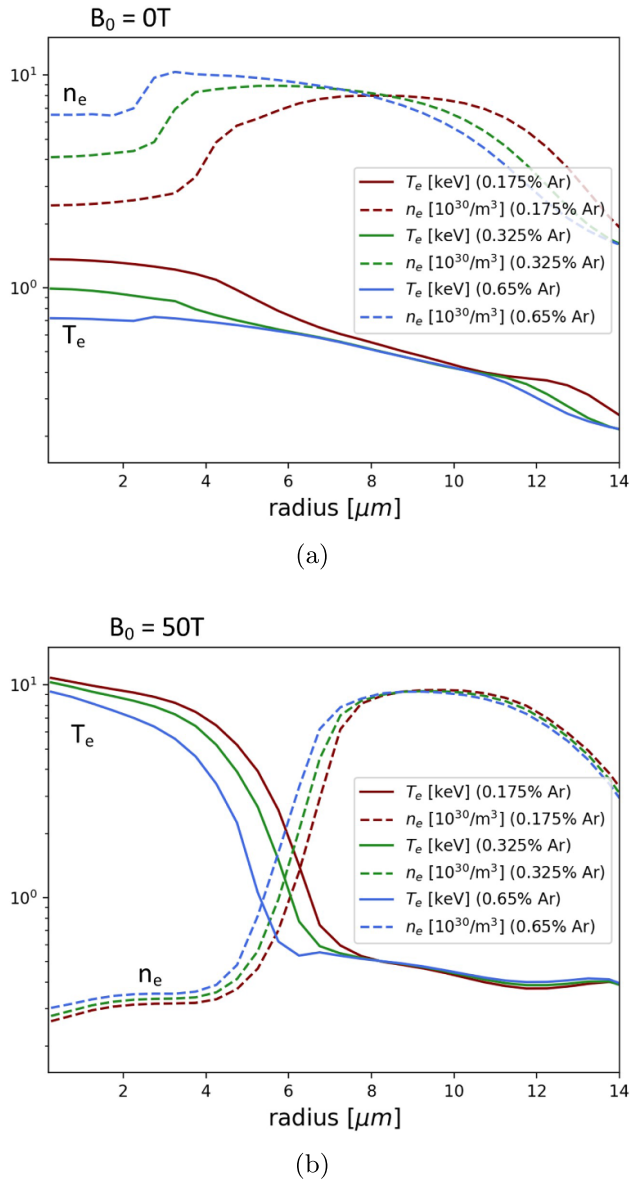 B₀ = 0T
10¹
nₑ
Tₑ [keV] (0.175% Ar)
nₑ [10³⁰/m³] (0.175% Ar)
Tₑ [keV] (0.325% Ar)
nₑ [10³⁰/m³] (0.325% Ar)
Tₑ [keV] (0.65% Ar)
nₑ [10³⁰/m³] (0.65% Ar)
10⁰
Tₑ
2 4 6 8 10 12 14
radius [μm]
(a)
B₀ = 50T
10¹
Tₑ
Tₑ [keV] (0.175% Ar)
nₑ [10³⁰/m³] (0.175% Ar)
Tₑ [keV] (0.325% Ar)
nₑ [10³⁰/m³] (0.325% Ar)
Tₑ [keV] (0.65% Ar)
nₑ [10³⁰/m³] (0.65% Ar)
10⁰
nₑ
2 4 6 8 10 12 14
radius [μm]
(b)